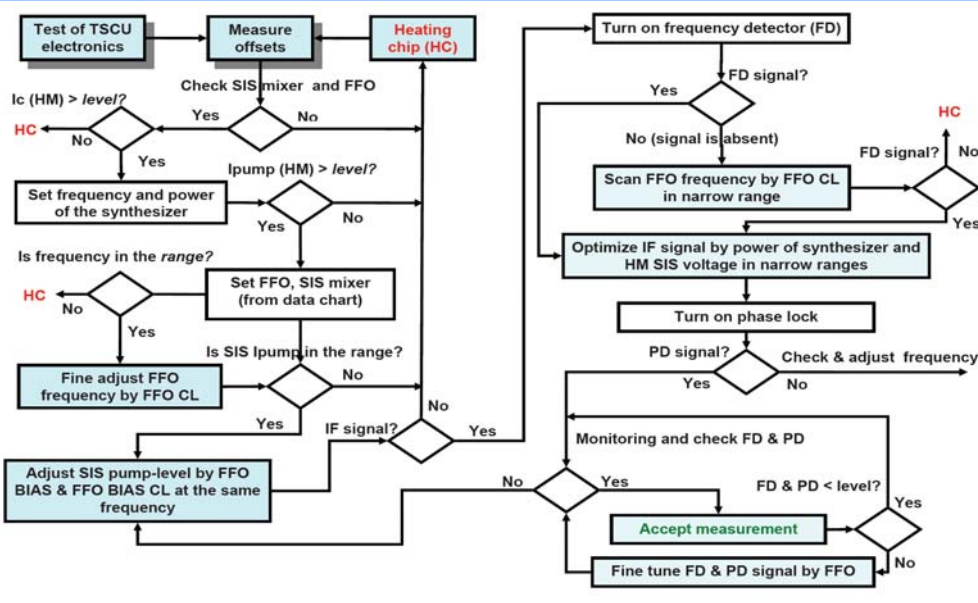 Test of TSCU
electronics
Measure
offsets
Heating
chip (HC)
Check SIS mixer and FFO
Ic (HM) > level?
Yes
No
HC
No
Yes
Ipump (HM) > level?
Set frequency and power
of the synthesizer
Yes
No
Is frequency in the range?
HC
No
Yes
Set FFO, SIS mixer
(from data chart)
Is SIS Ipump in the range?
Fine adjust FFO
frequency by FFO CL
No
Yes
No
IF signal?
Yes
Adjust SIS pump-level by FFO
BIAS & FFO BIAS CL at the same
frequency
Turn on frequency detector (FD)
FD signal?
Yes
No (signal is absent)
HC
FD signal?
No
Scan FFO frequency by FFO CL
in narrow range
Yes
Optimize IF signal by power of synthesizer and
HM SIS voltage in narrow ranges
Turn on phase lock
PD signal?
Check & adjust frequency
Yes
No
Monitoring and check FD & PD
No
Yes
FD & PD < level?
Yes
Accept measurement
No
Fine tune FD & PD signal by FFO